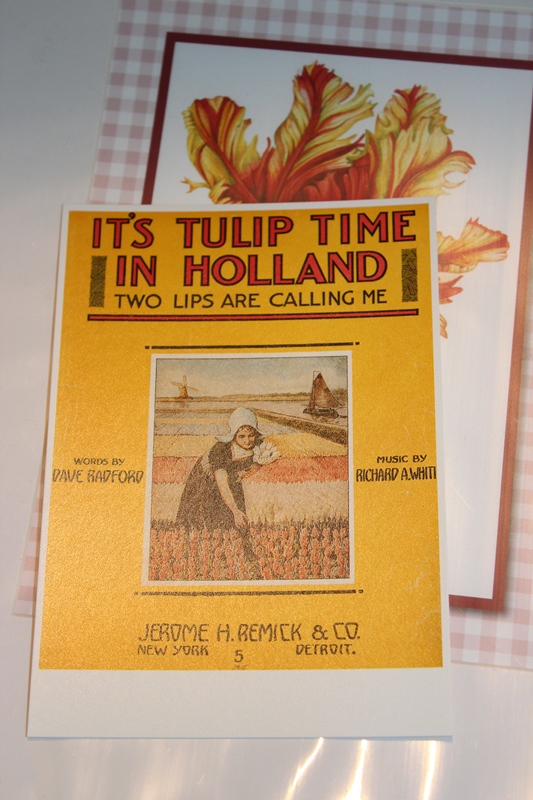 IT'S TULIP TIME
IN HOLLAND
TWO LIPS ARE CALLING ME
WORDS BY
DAVE RADFORD
MUSIC BY
RICHARD A.WHITI
JEROME H. REMICK & CO.
NEW YORK 5 DETROIT.